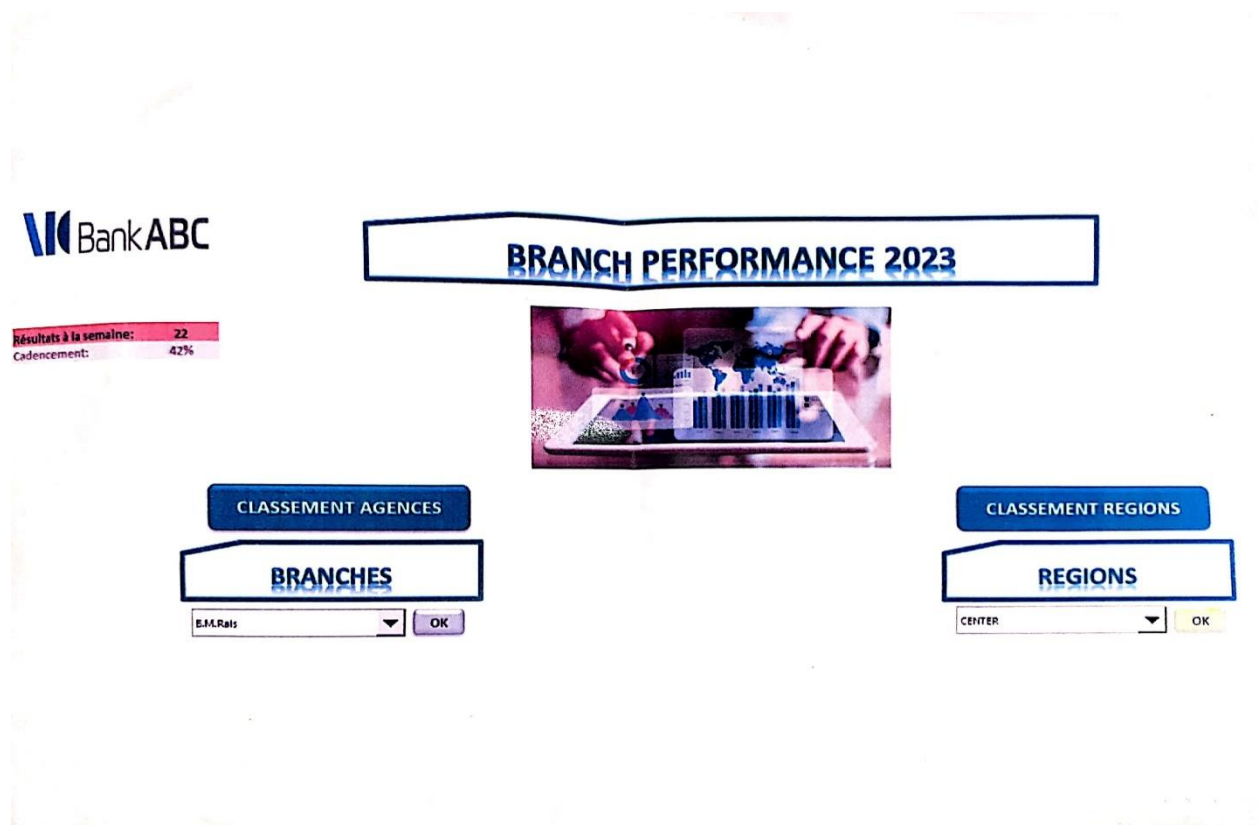 BankABC
BRANCH PERFORMANCE 2023
Résultats à la semaine: 22
Cadencement: 42%
CLASSEMENT AGENCES
CLASSEMENT REGIONS
BRANCHES
REGIONS
B.M.Rais
OK
CENTER
OK